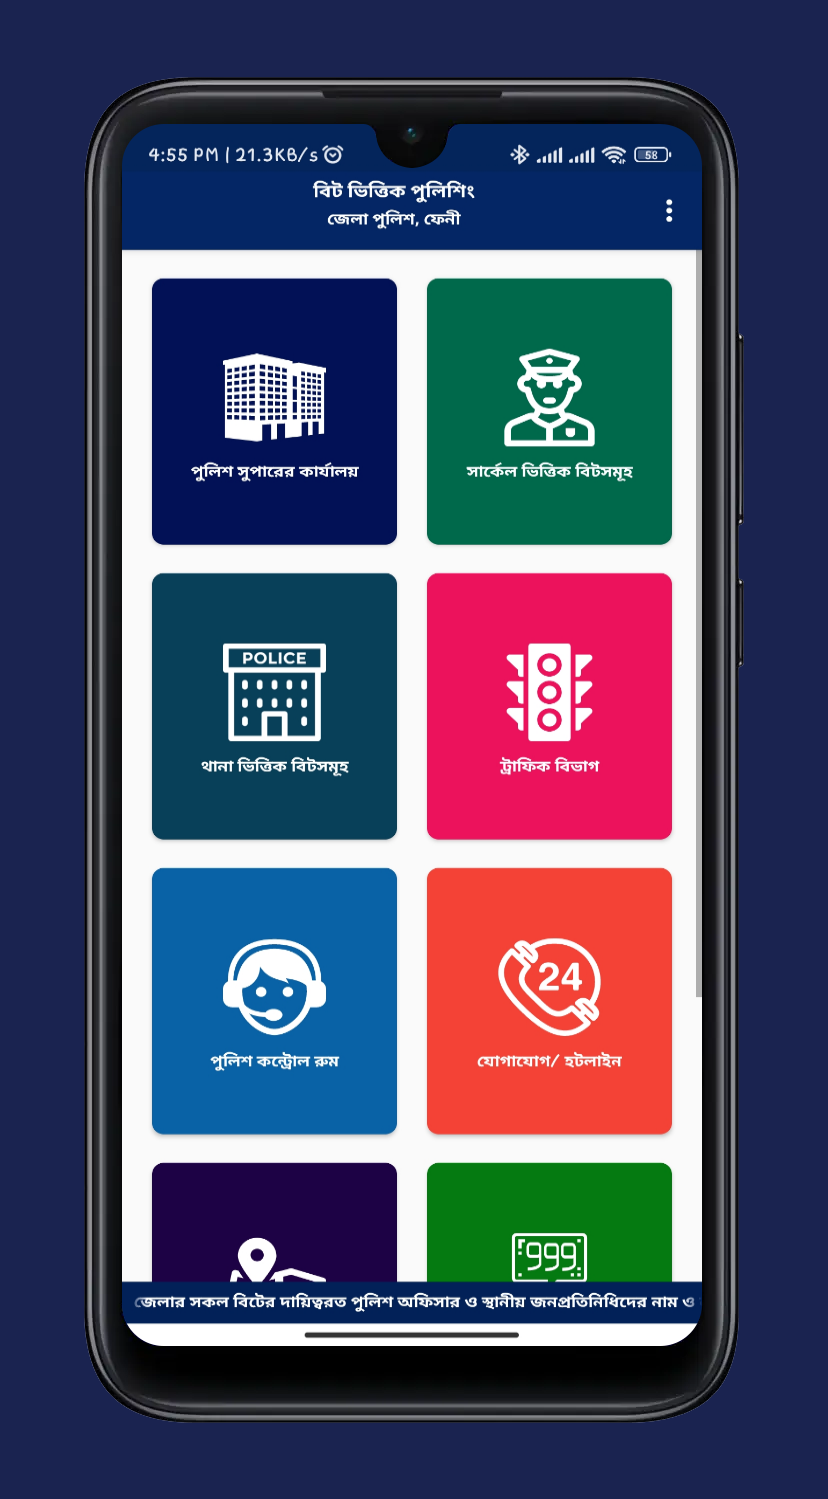 4:55 PM | 21.3KB/s
58
বিট ভিত্তিক পুলিশিং
জেলা পুলিশ, ফেনী
পুলিশ সুপারের কার্যালয়
সার্কেল ভিত্তিক বিটসমূহ
POLICE
থানা ভিত্তিক বিটসমূহ
ট্রাফিক বিভাগ
24
পুলিশ কন্ট্রোল রুম
যোগাযোগ/ হটলাইন
999
জেলার সকল বিটের দায়িত্বরত পুলিশ অফিসার ও স্থানীয় জনপ্রতিনিধিদের নাম ও